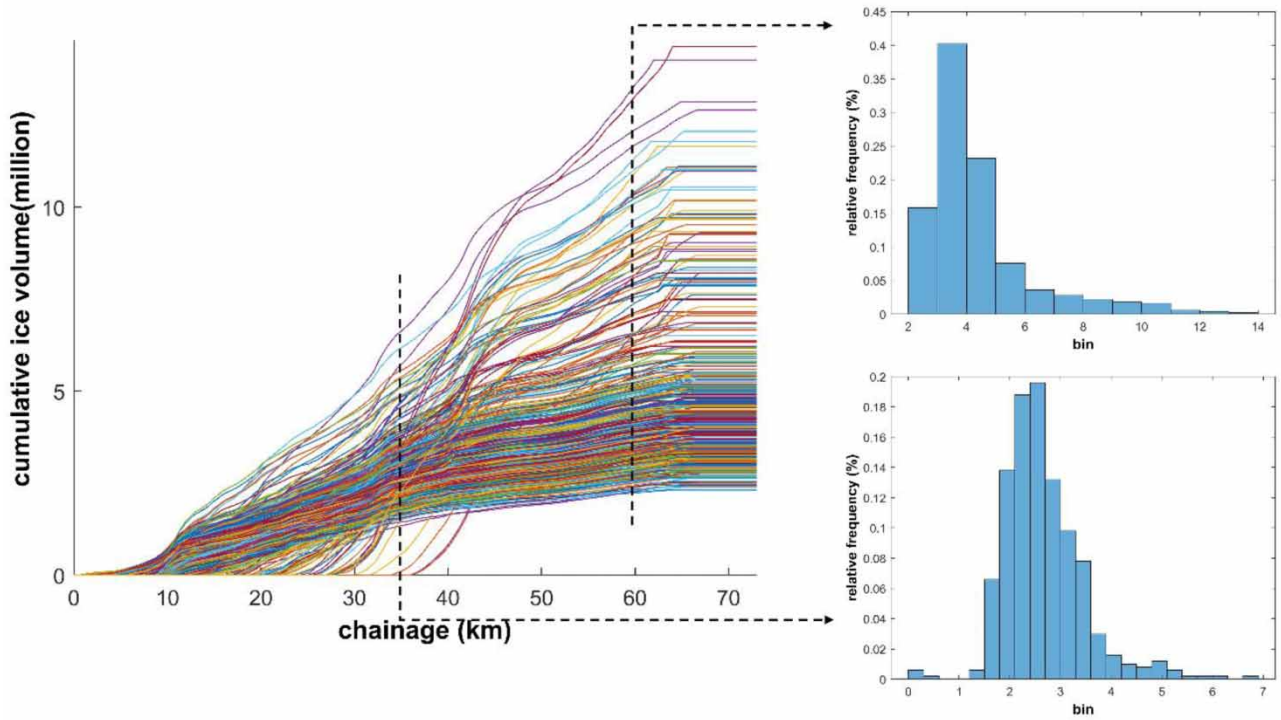 cumulative ice volume(million)
10
5
0
0 10 20 30 40 50 60 70
chainage (km)
relative frequency (%)
0.45
0.4
0.35
0.3
0.25
0.2
0.15
0.1
0.05
0
2 4 6 8 10 12 14
bin
relative frequency (%)
0.2
0.18
0.16
0.14
0.12
0.1
0.08
0.06
0.04
0.02
0
0 1 2 3 4 5 6 7
bin